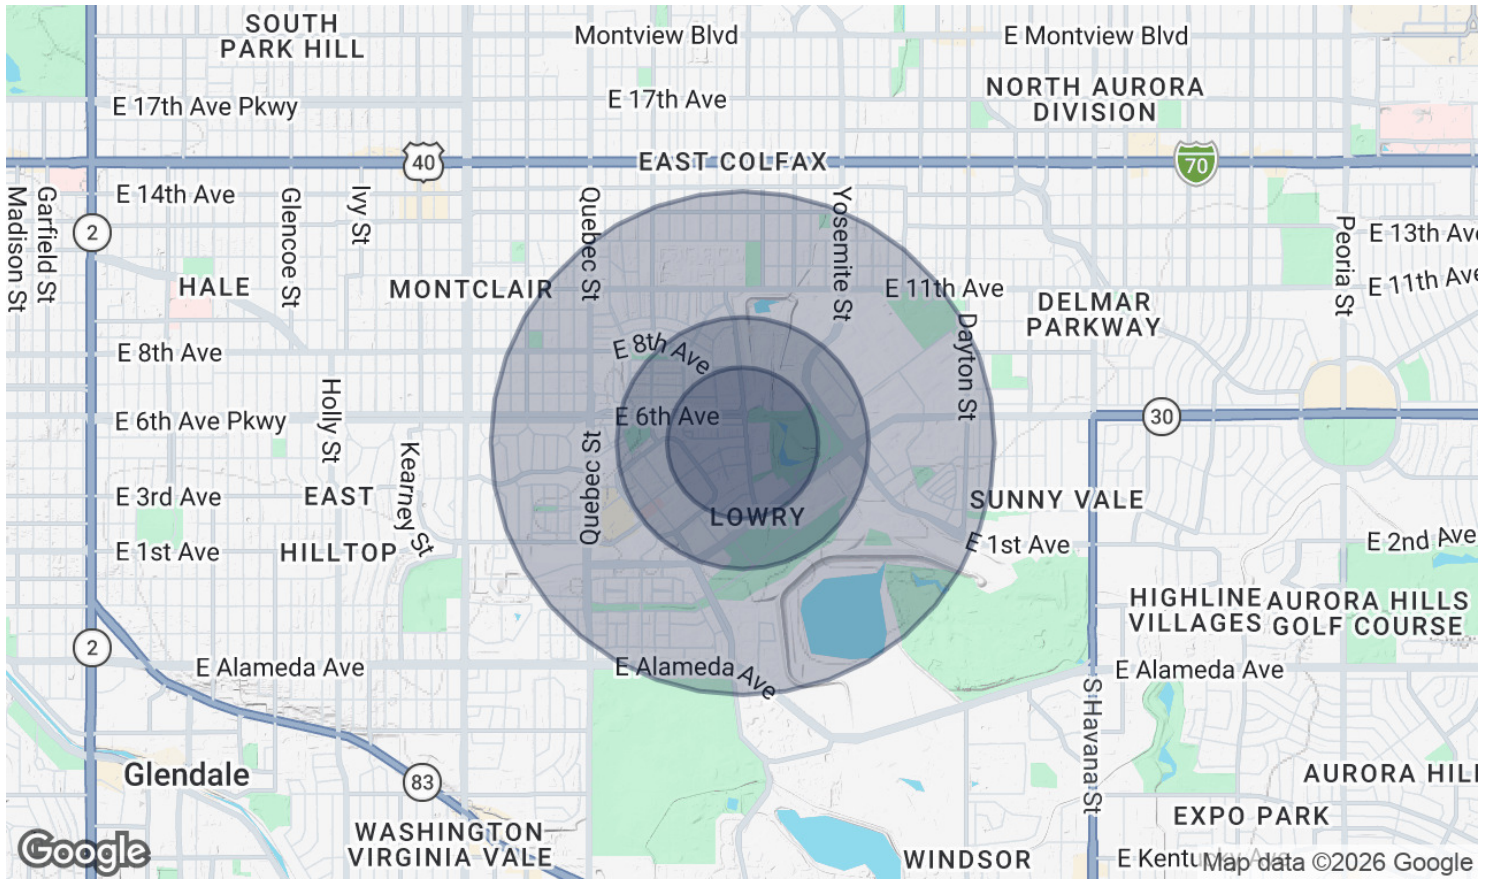 SOUTH
PARK HILL
Montview Blvd
E Montview Blvd
E 17th Ave Pkwy
E 17th Ave
NORTH AURORA
DIVISION
40
EAST COLFAX
70
E 14th Ave
Madison St
Garfield St
2
Glencoe St
Ivy St
Quebec St
Yosemite St
Peoria St
E 13th Ave
HALE
MONTCLAIR
E 11th Ave
E 11th Ave
DELMAR
PARKWAY
E 8th Ave
E 8th Ave
Dayton St
Holly St
E 6th Ave Pkwy
E 6th Ave
30
Kearney St
Quebec St
E 3rd Ave
EAST
HILLTOP
LOWRY
SUNNY VALE
E 1st Ave
E 1st Ave
E 2nd Ave
HIGHLINE
VILLAGES
AURORA HILLS
GOLF COURSE
2
E Alameda Ave
E Alameda Ave
E Alameda Ave
S Havana St
Glendale
83
AURORA HIL
EXPO PARK
WASHINGTON
VIRGINIA VALE
WINDSOR
E Kentu
Google
Map data ©2026 Google